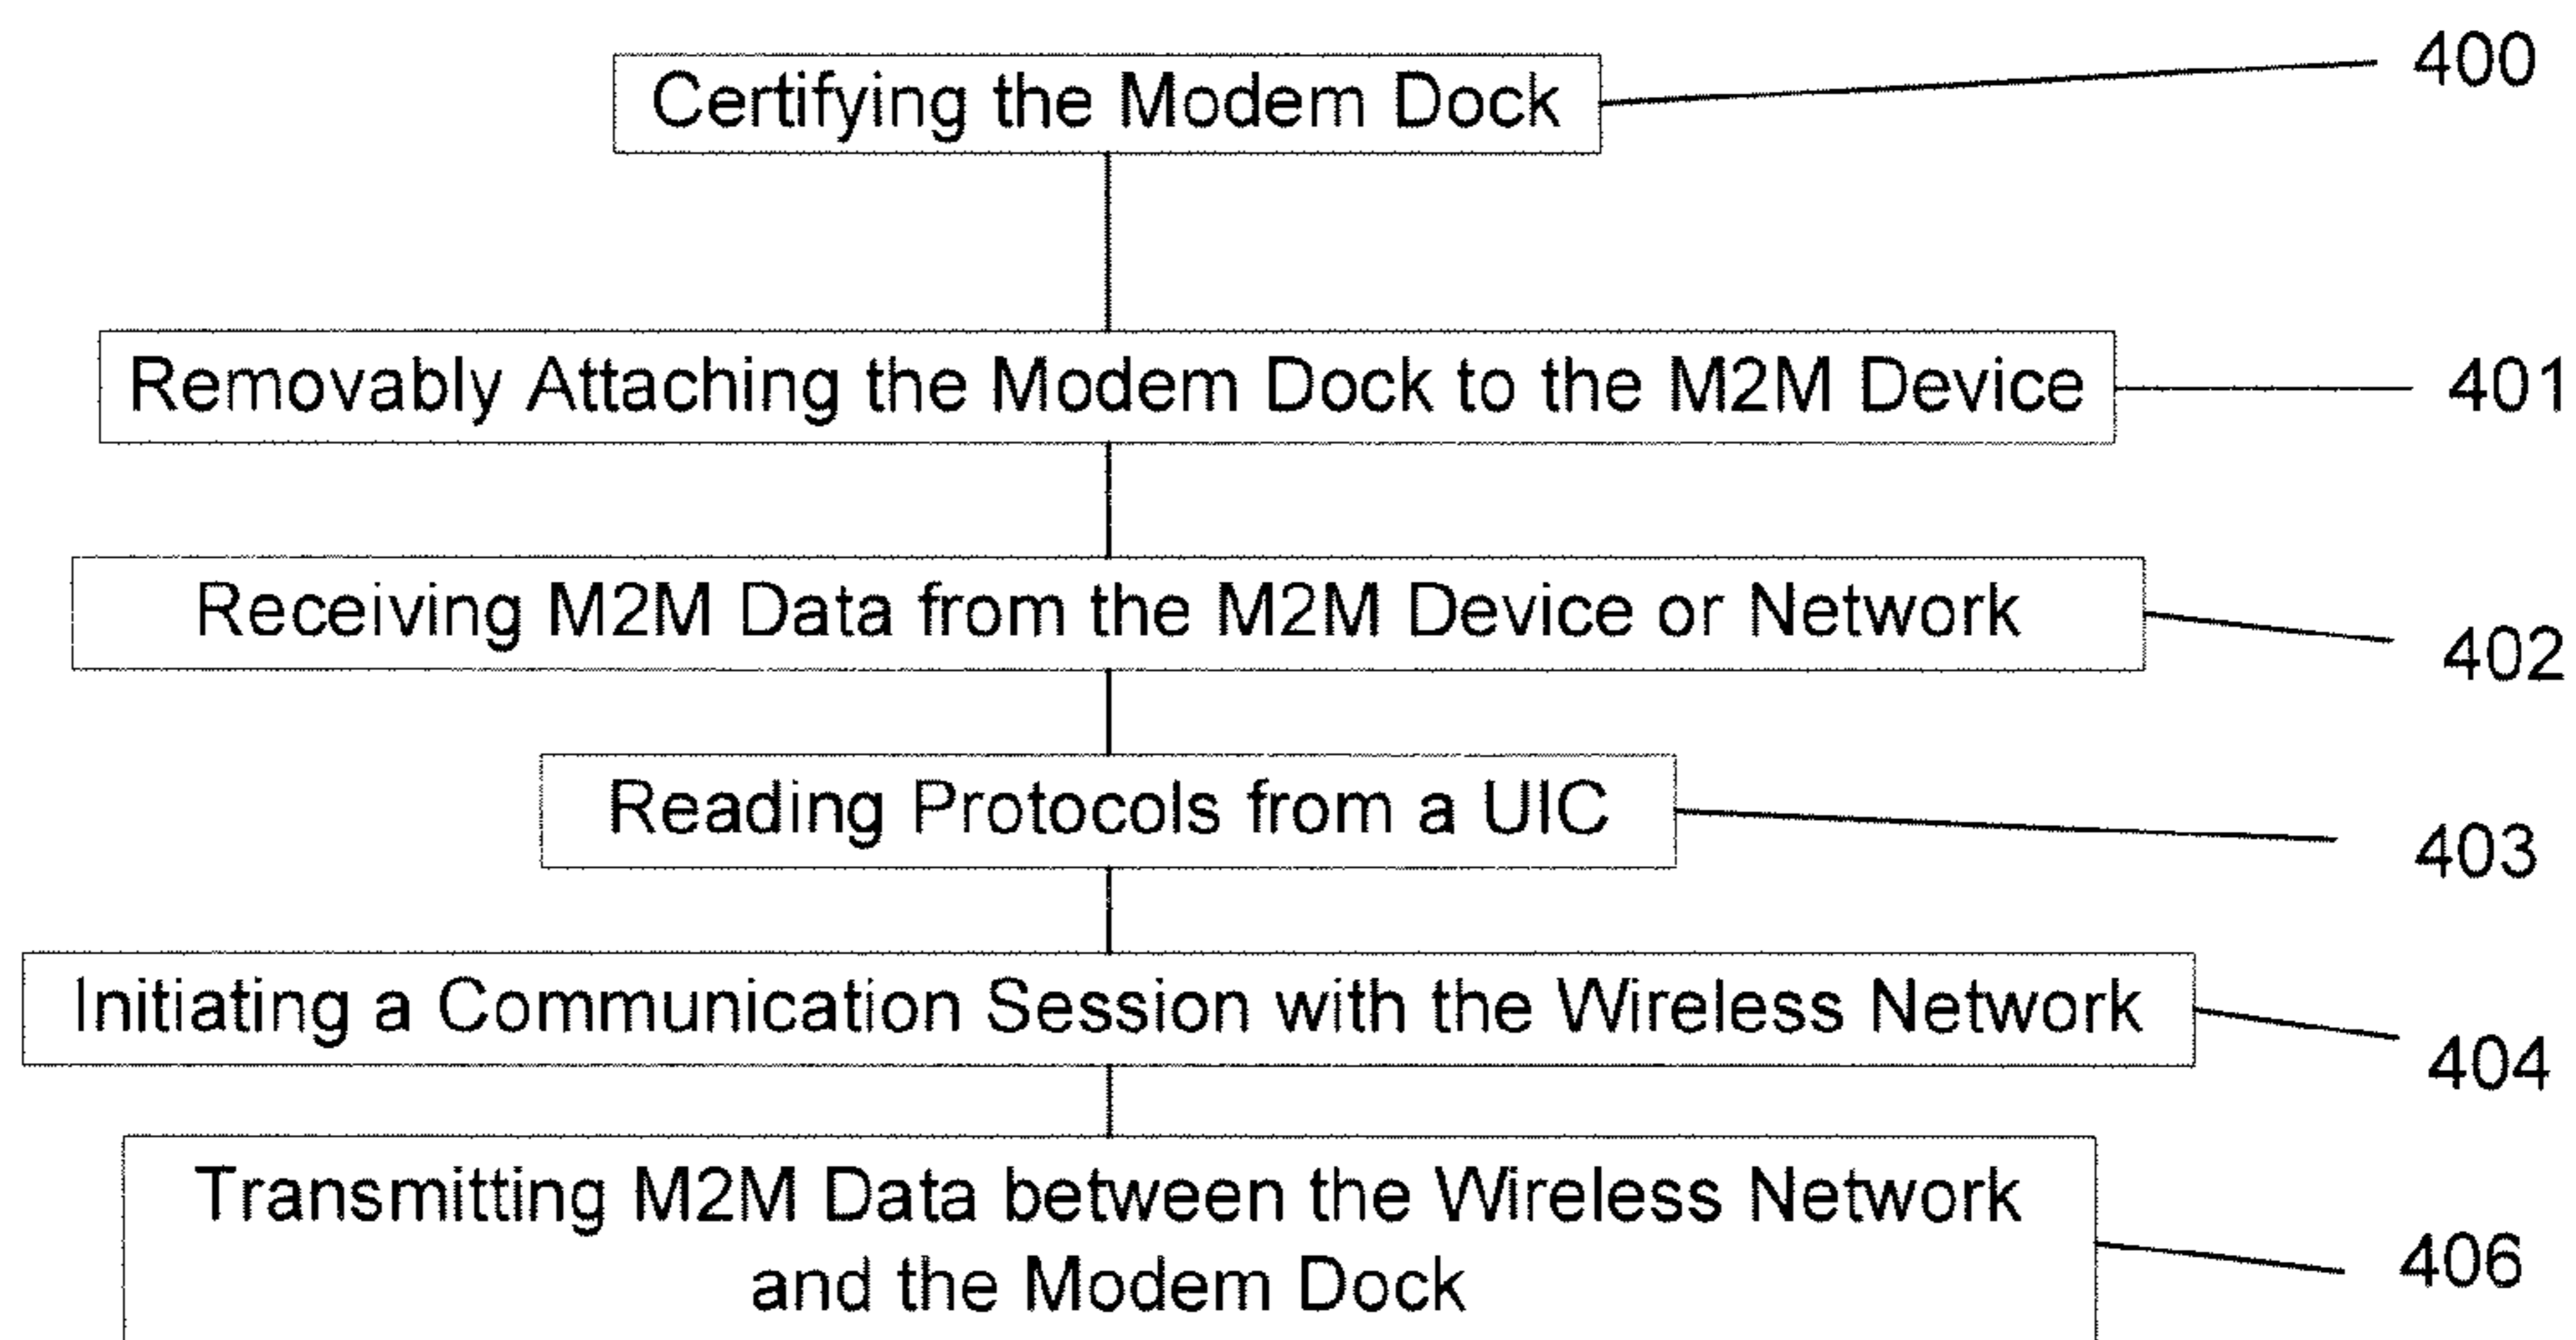 Certifying the Modem Dock
400
Removably Attaching the Modem Dock to the M2M Device
401
Receiving M2M Data from the M2M Device or Network
402
Reading Protocols from a UIC
403
Initiating a Communication Session with the Wireless Network
404
Transmitting M2M Data between the Wireless Network
and the Modem Dock
406